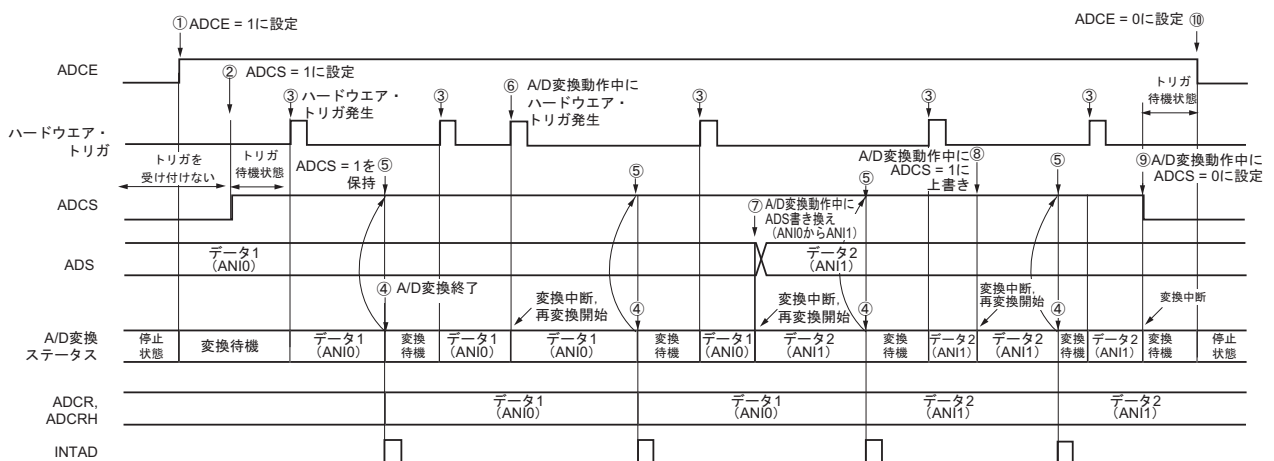 ① ADCE = 1に設定
ADCE = 0に設定 ⑩
ADCE
② ADCS = 1に設定
トリガ
待機状態
③ ハードウエア・
トリガ発生
③
⑥ A/D変換動作中に
ハードウエア・
トリガ発生
③
③
③
ハードウエア・
トリガ
トリガを
受け付けない
トリガ
待機状態
ADCS = 1を
保持
⑤
⑤
⑤
A/D変換動作中に
ADCS = 1に
上書き
⑧
⑤
⑨ A/D変換動作中に
ADCS = 0に設定
ADCS
⑦ A/D変換動作中に
ADS書き換え
(ANI0からANI1)
ADS
データ1
(ANI0)
データ2
(ANI1)
④ A/D変換終了
変換中断,
再変換開始
④
変換中断,
再変換開始
④
変換中断,
再変換開始
④
変換中断
A/D変換
ステータス
停止
状態
変換待機
データ1
(ANI0)
変換
待機
データ1
(ANI0)
データ1
(ANI0)
変換
待機
データ1
(ANI0)
データ2
(ANI1)
変換
待機
データ2
(ANI1)
データ2
(ANI1)
変換
待機
データ2
(ANI1)
変換
待機
停止
状態
ADCR,
ADCRH
データ1
(ANI0)
データ1
(ANI0)
データ2
(ANI1)
データ2
(ANI1)
INTAD